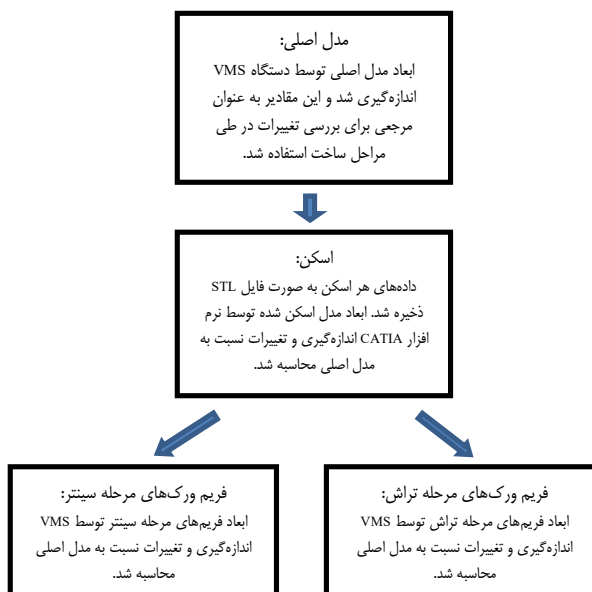 مدل اصلی:
ابعاد مدل اصلی توسط دستگاه VMS
اندازه‌گیری شد و این مقادیر به عنوان
مرجعی برای بررسی تغییرات در طی
مراحل ساخت استفاده شد.
اسکن:
داده‌های هر اسکن به صورت فایل STL
ذخیره شد. ابعاد مدل اسکن شده توسط نرم
افزار CATIA اندازه‌گیری و تغییرات نسبت به
مدل اصلی محاسبه شد.
فریم ورک‌های مرحله تراش:
ابعاد فریم‌های مرحله تراش توسط VMS
اندازه‌گیری و تغییرات نسبت به مدل اصلی
محاسبه شد.
فریم ورک‌های مرحله سینتر:
ابعاد فریم‌های مرحله سینتر توسط VMS
اندازه‌گیری و تغییرات نسبت به مدل اصلی
محاسبه شد.